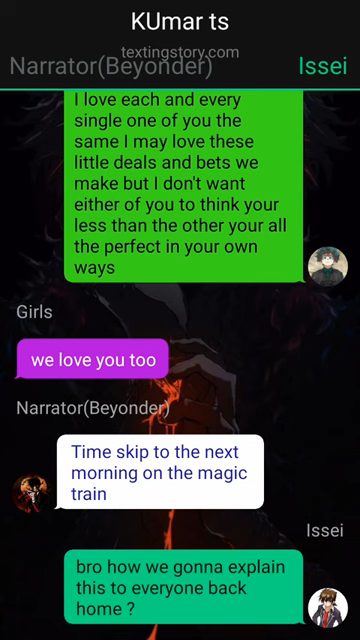 KUmar ts
textingstory.com
Narrator(Beyonder) Issei
I love each and every
single one of you the
same I may love these
little deals and bets we
make but I don't want
either of you to think your
less than the other your all
the perfect in your own
ways
Girls
we love you too
Narrator(Beyonder)
Time skip to the next
morning on the magic
train
Issei
bro how we gonna explain
this to everyone back
home ?